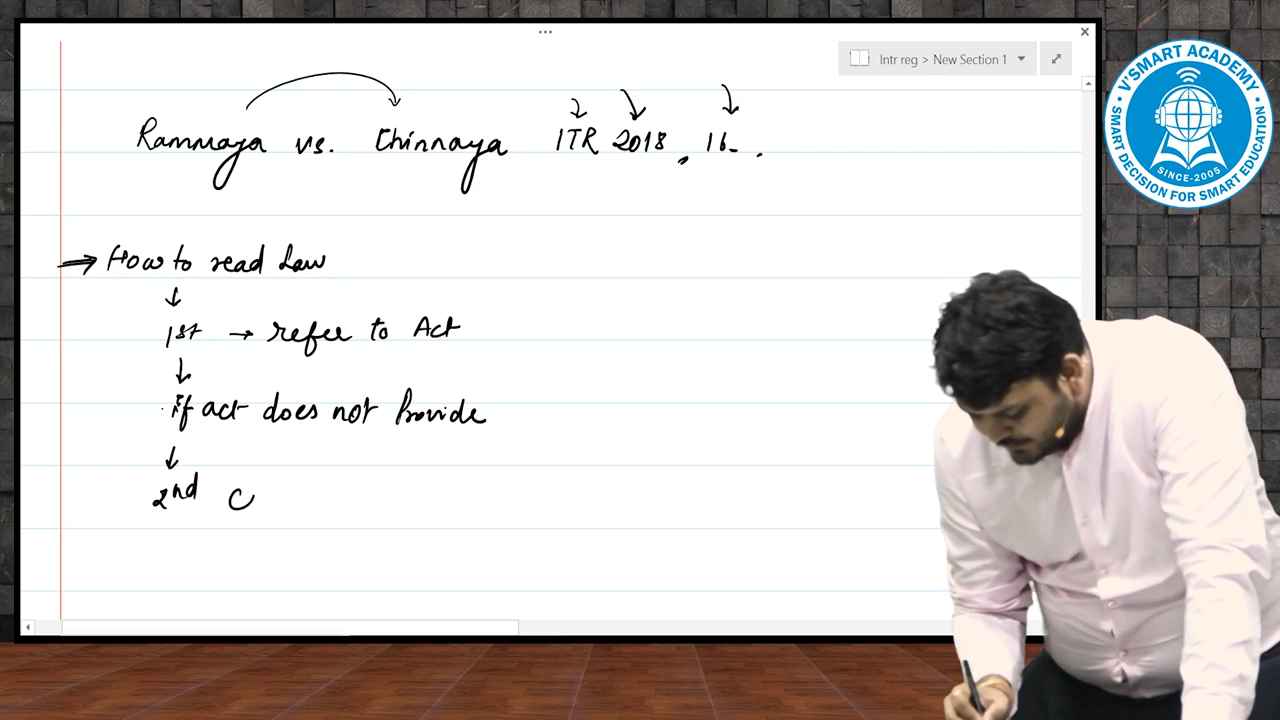 Intr reg > New Section 1
Rammaya vs. Chinnaya ITR 2018, 16.
How to read Law
1st → refer to Act
if act does not Provide
2nd C
V'SMART ACADEMY
SINCE-2005
SMART DECISION FOR SMART EDUCATION